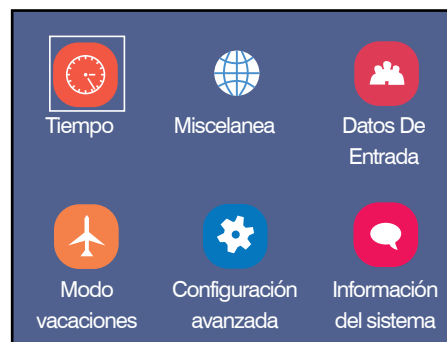 Tiempo
Miscelanea
Datos De
Entrada
Modo
vacaciones
Configuración
avanzada
Información
del sistema